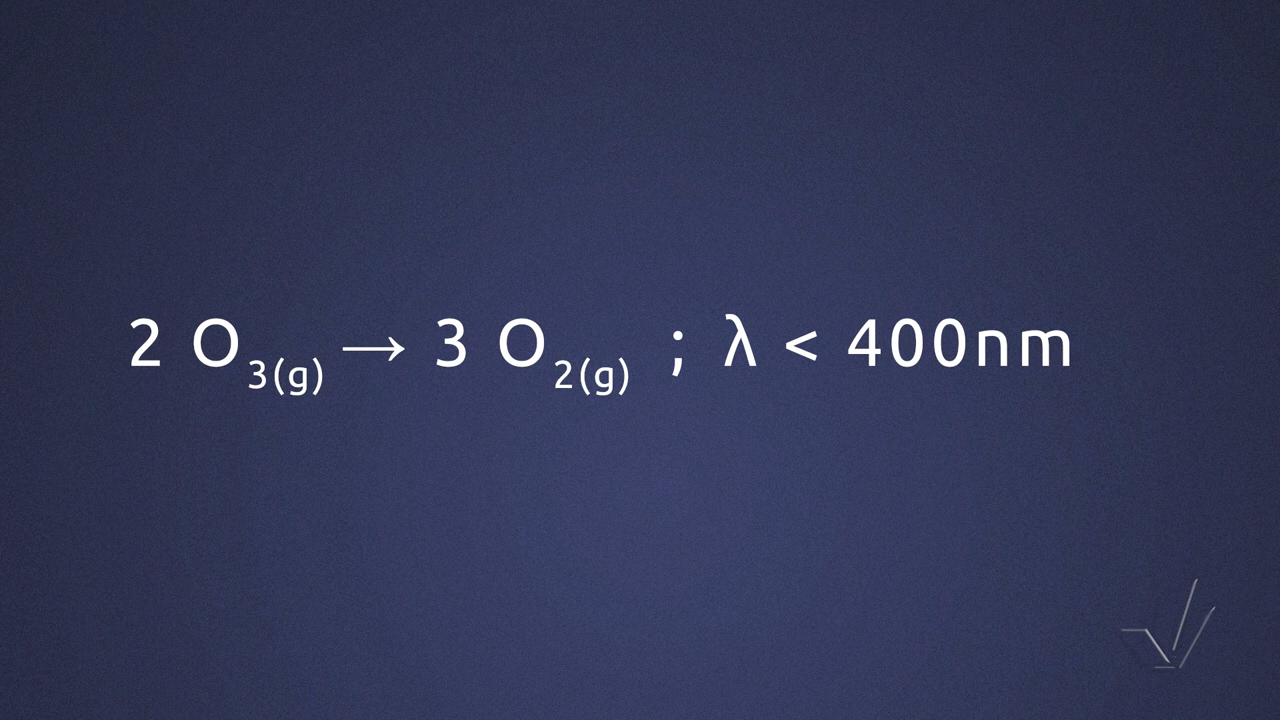 2 O₃(g) → 3 O₂(g) ; λ < 400nm